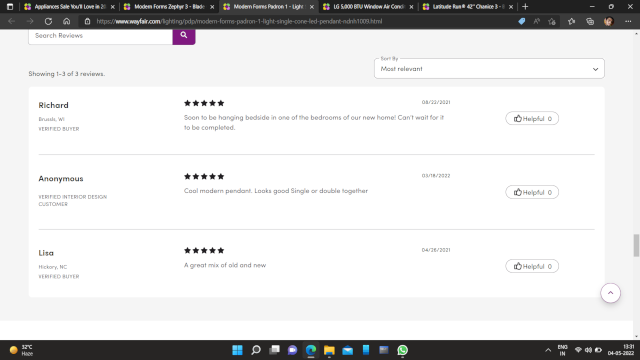 Appliances Sale You'll Love in 20
Modern Forms Zephyr 3 - Blade
Modern Forms Padron 1 - Light
LG 5,000 BTU Window Air Condi
Latitude Run® 42" Chanice 3 - B
https://www.wayfair.com/lighting/pdp/modern-forms-padron-1-light-single-cone-led-pendant-ndnh1009.html
Search Reviews
Showing 1-3 of 3 reviews.
Sort By
Most relevant
Richard
Brussls, WI
VERIFIED BUYER
08/22/2021
Soon to be hanging bedside in one of the bedrooms of our new home! Can't wait for it
to be completed.
Helpful 0
Anonymous
VERIFIED INTERIOR DESIGN
CUSTOMER
03/18/2022
Cool modern pendant. Looks good Single or double together
Helpful 0
Lisa
Hickory, NC
VERIFIED BUYER
04/26/2021
A great mix of old and new
Helpful 0
32°C
Haze
ENG
IN
13:31
04-05-2022